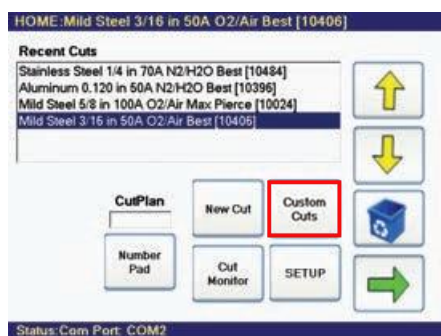 HOME:Mild Steel 3/16 in 50A O2/Air Best [10406]
Recent Cuts
Stainless Steel 1/4 in 70A N2/H2O Best [10484]
Aluminum 0.120 in 50A N2/H2O Best [10396]
Mild Steel 5/8 in 100A O2/Air Max Pierce [10024]
Mild Steel 3/16 in 50A O2/Air Best [10406]
CutPlan
New Cut
Custom
Cuts
Number
Pad
Cut
Monitor
SETUP
Status:Com Port: COM2